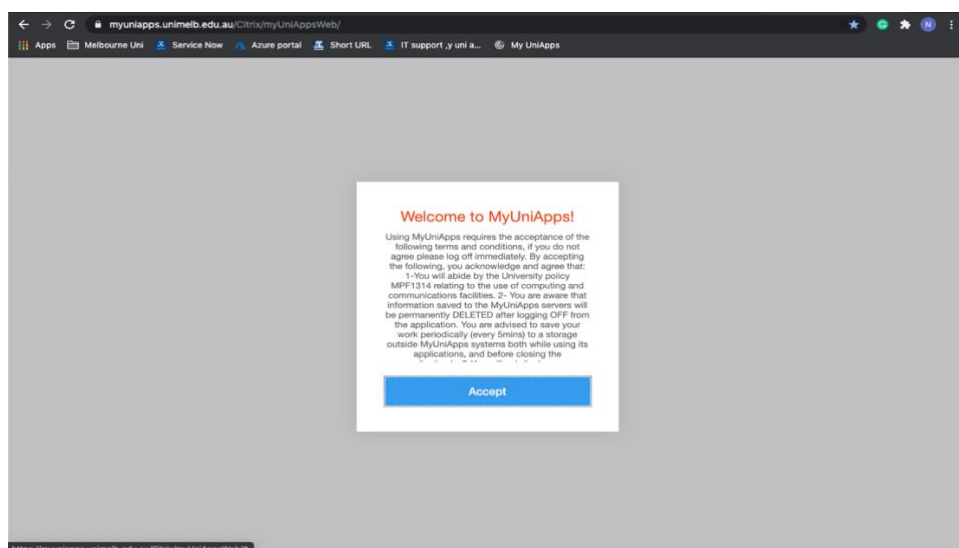 myuniapps.unimelb.edu.au/Citrix/myUniAppsWeb/
N
Apps Melbourne Uni Service Now Azure portal Short URL IT support ,y uni a... My UniApps
Welcome to MyUniApps!
Using MyUniApps requires the acceptance of the
following terms and conditions, if you do not
agree please log off immediately. By accepting
the following, you acknowledge and agree that:
1-You will abide by the University policy
MPF1314 relating to the use of computing and
communications facilities. 2- You are aware that
information saved to the MyUniApps servers will
be permanently DELETED after logging OFF from
the application. You are advised to save your
work periodically (every 5mins) to a storage
outside MyUniApps systems both while using its
applications, and before closing the
Accept